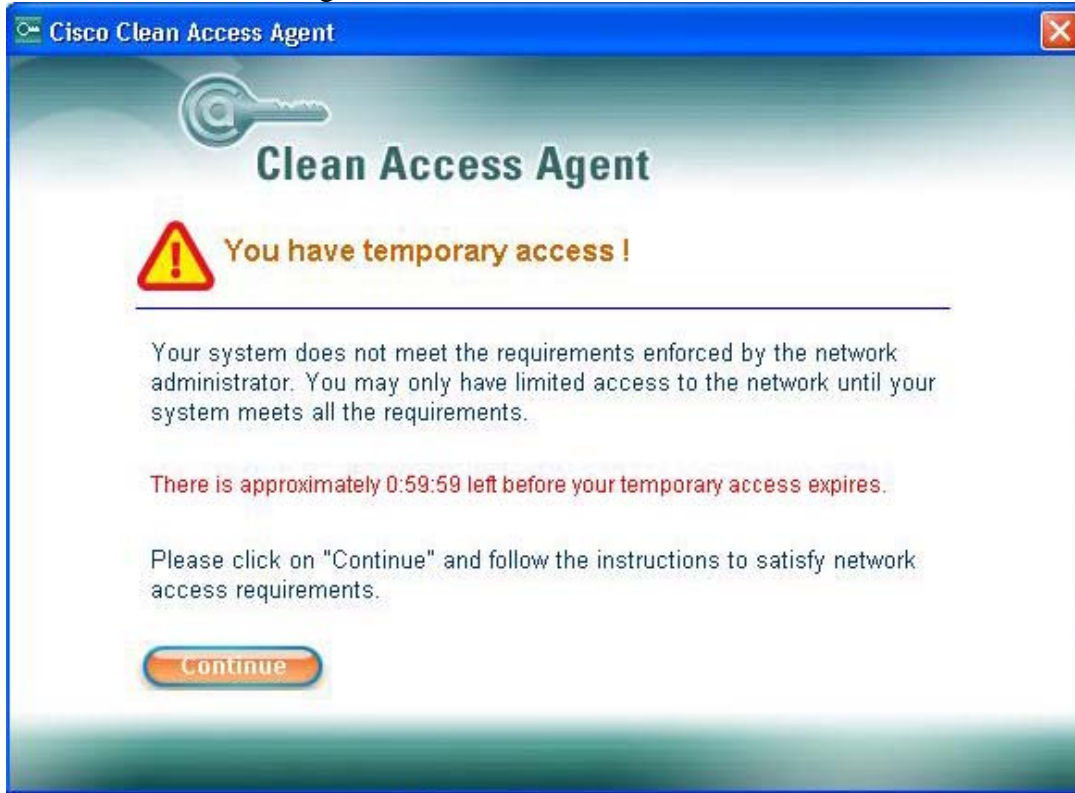 Cisco Clean Access Agent
Clean Access Agent
You have temporary access !
Your system does not meet the requirements enforced by the network
administrator. You may only have limited access to the network until your
system meets all the requirements.
There is approximately 0:59:59 left before your temporary access expires.
Please click on "Continue" and follow the instructions to satisfy network
access requirements.
Continue